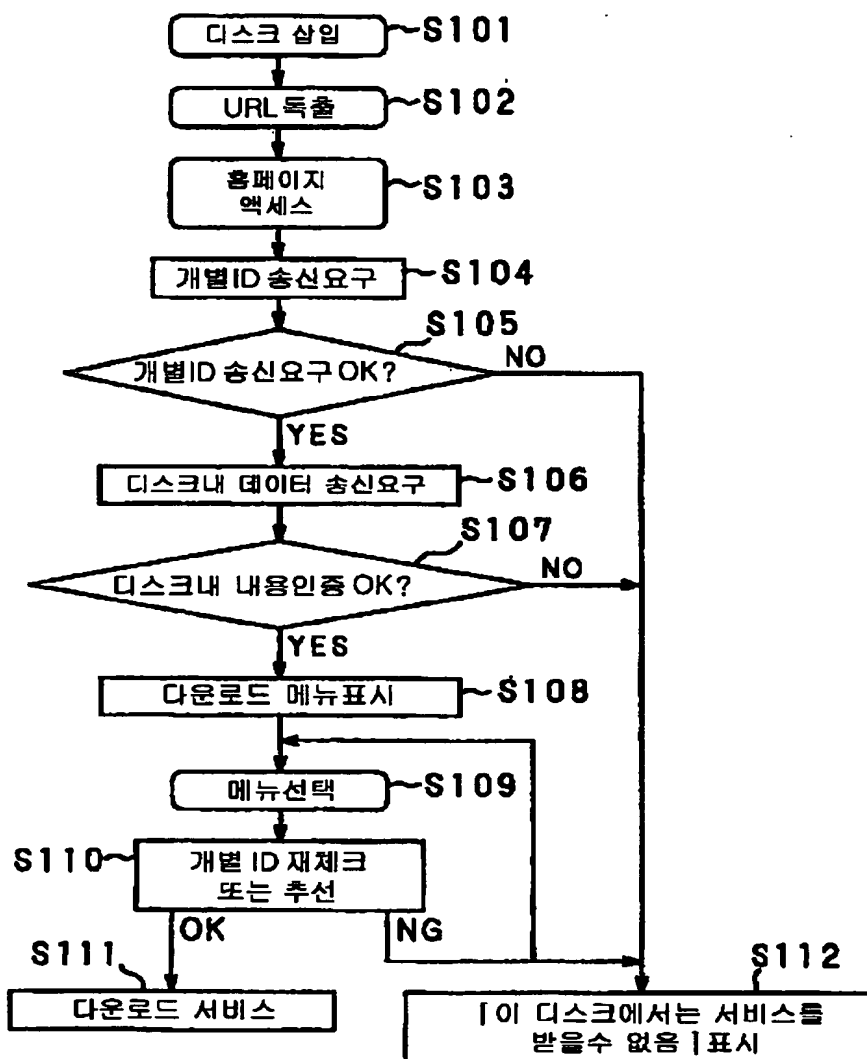 디스크 삽입 S101
URL 독출 S102
홈페이지
액세스 S103
개별ID 송신요구 S104
S105
개별ID 송신요구OK? NO
YES
디스크내 데이터 송신요구 S106
S107
디스크내 내용인증 OK? NO
YES
다운로드 메뉴표시 S108
메뉴선택 S109
S110 개별 ID 재체크
또는 추선
OK NG
S111 S112
다운로드 서비스
[이 디스크에서는 서비스를
받을수 없음]표시